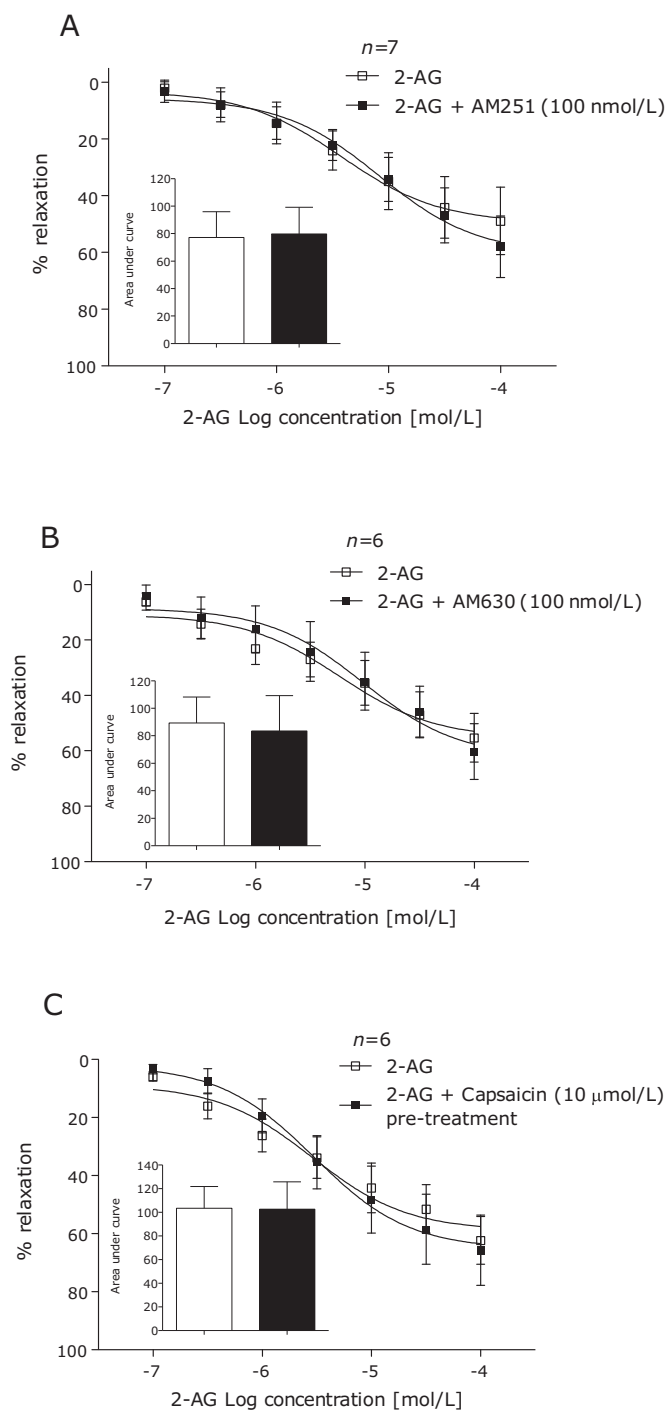 A
n=7
2-AG
2-AG + AM251 (100 nmol/L)
0
20
40
60
80
100
% relaxation
120
100
80
60
40
20
0
Area under curve
-7
-6
-5
-4
2-AG Log concentration [mol/L]
B
n=6
2-AG
2-AG + AM630 (100 nmol/L)
0
20
40
60
80
100
% relaxation
120
100
80
60
40
20
0
Area under curve
-7
-6
-5
-4
2-AG Log concentration [mol/L]
C
n=6
2-AG
2-AG + Capsaicin (10 μmol/L)
pre-treatment
0
20
40
60
80
100
% relaxation
140
120
100
80
60
40
20
0
Area under curve
-7
-6
-5
-4
2-AG Log concentration [mol/L]